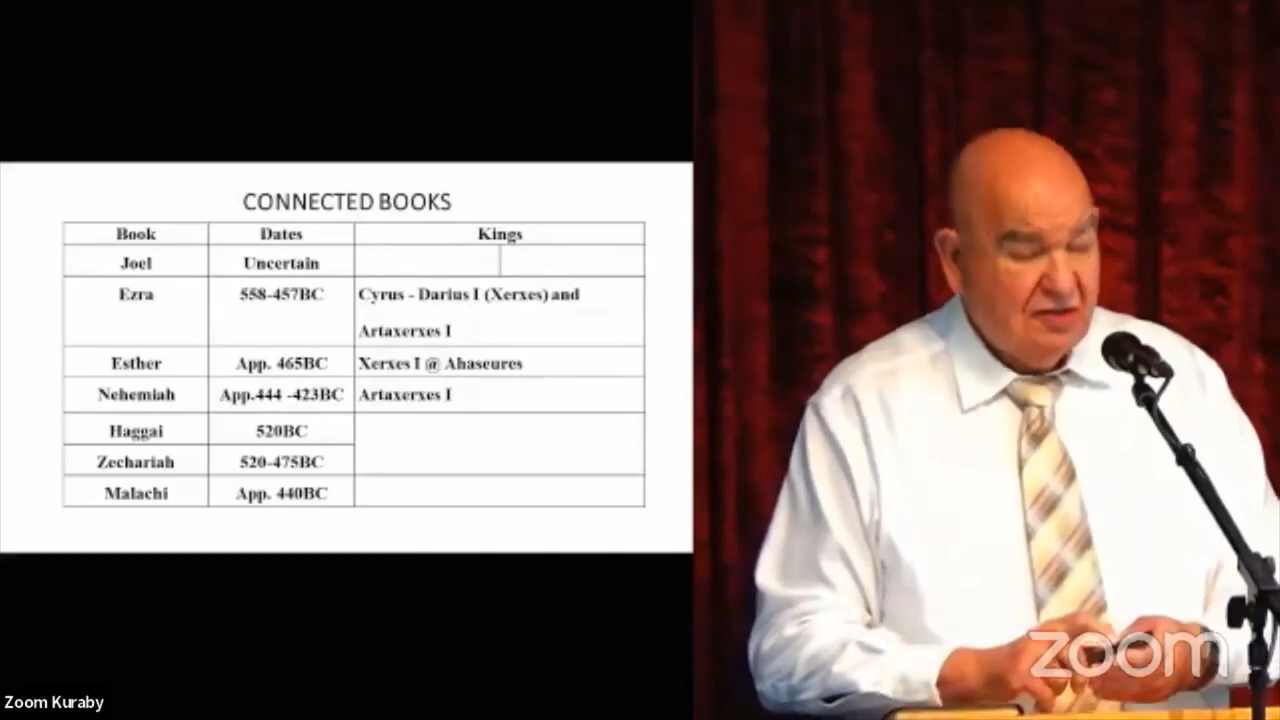 CONNECTED BOOKS
Book Dates Kings
Joel Uncertain
Ezra 558-457BC Cyrus - Darius I (Xerxes) and
Artaxerxes I
Esther App. 465BC Xerxes I @ Ahaseures
Nehemiah App.444 -423BC Artaxerxes I
Haggai 520BC
Zechariah 520-475BC
Malachi App. 440BC
zoom
Zoom Kuraby